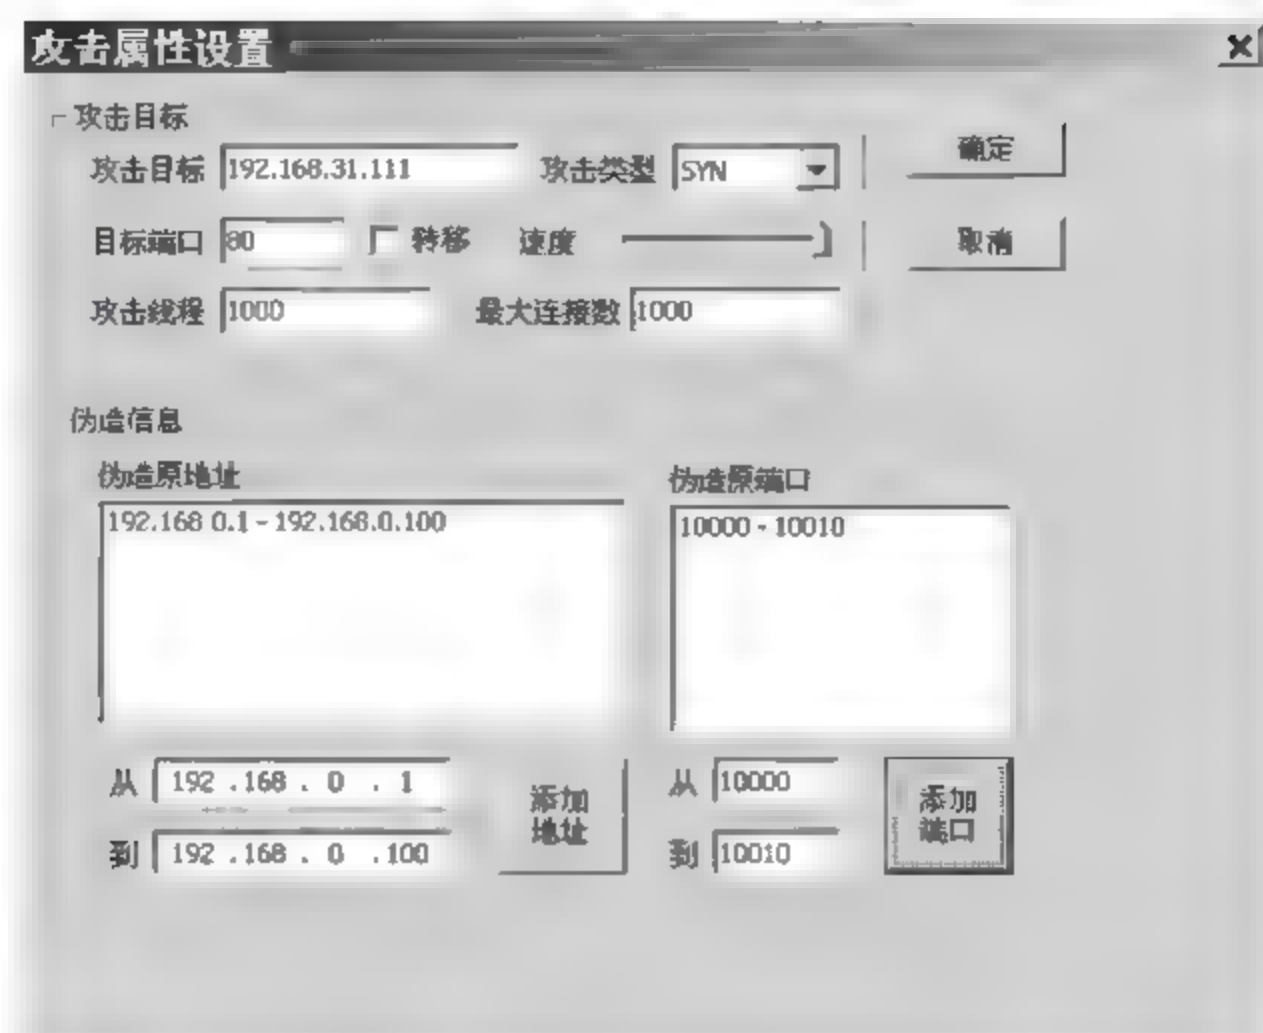 攻击属性设置
攻击目标
攻击目标 192.168.31.111 攻击类型 SYN 确定
目标端口 80 转移 速度 取消
攻击线程 1000 最大连接数 1000
伪造信息
伪造原地址 伪造原端口
192.168.0.1 - 192.168.0.100 10000 - 10010
从 192 .168 . 0 . 1 添加地址 从 10000 添加端口
到 192 .168 . 0 .100 到 10010